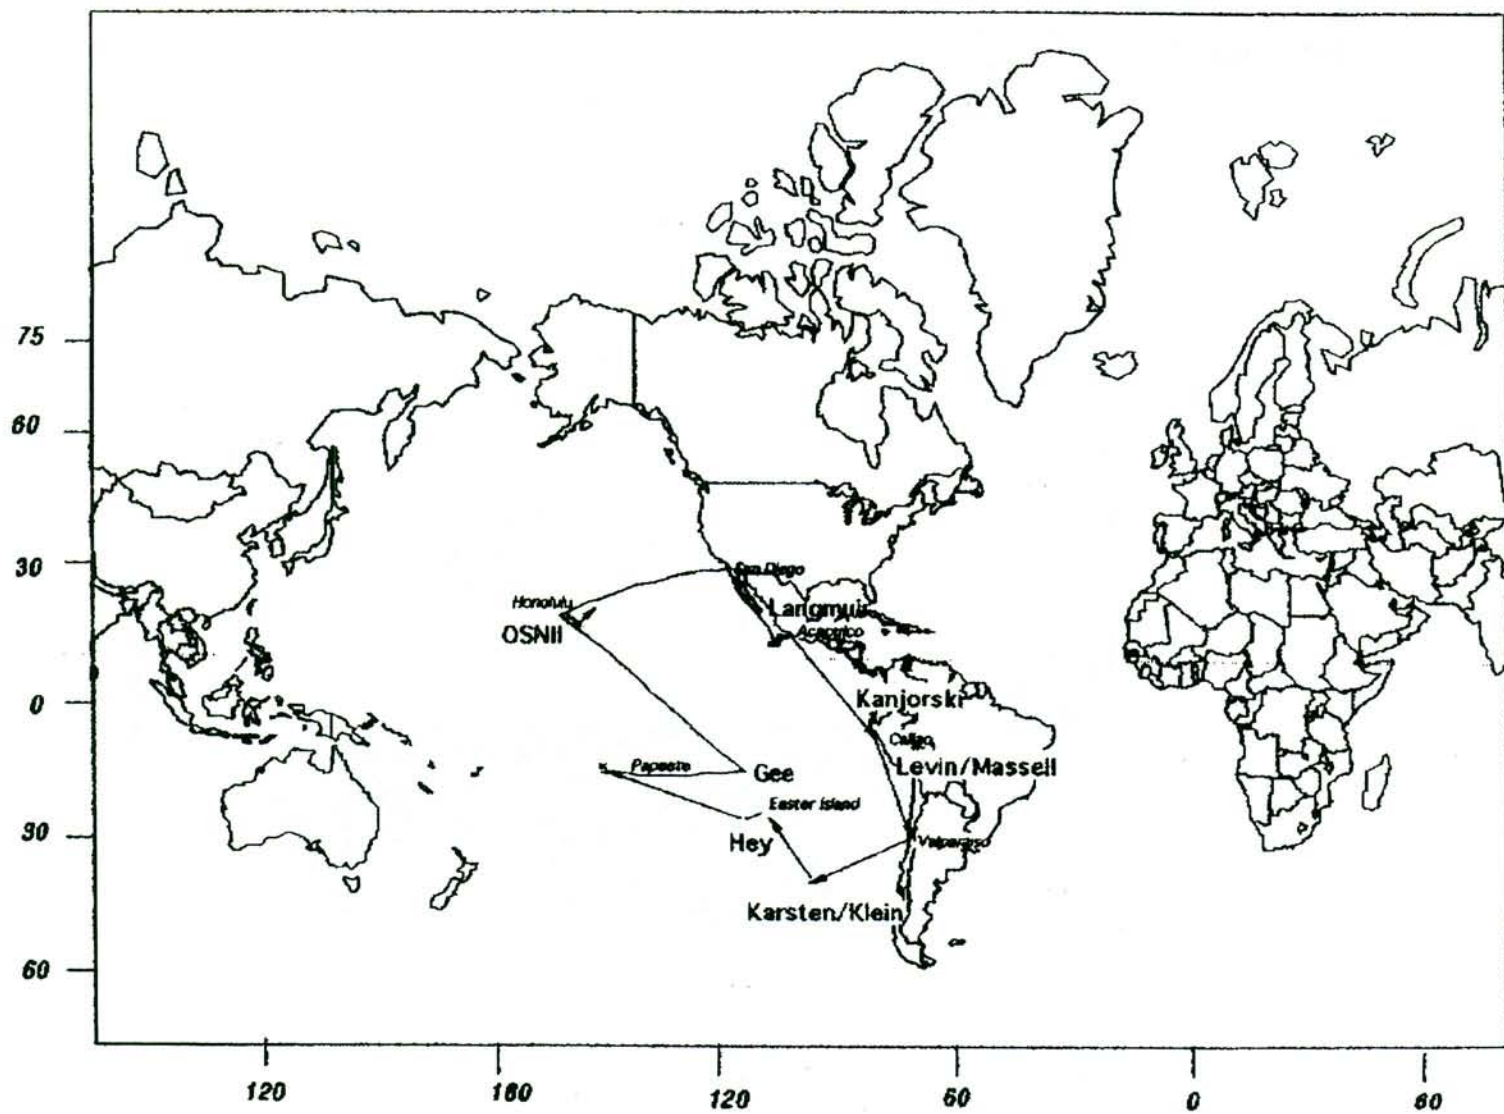 75
60
30
0
30
60
San Diego
Honolulu
Langmuir
OSNII
Kanjorski
Callao
Levin/Massell
Papeete
Gee
Easter Island
Hey
Valparaiso
Karsten/Klein
120
180
120
60
0
60